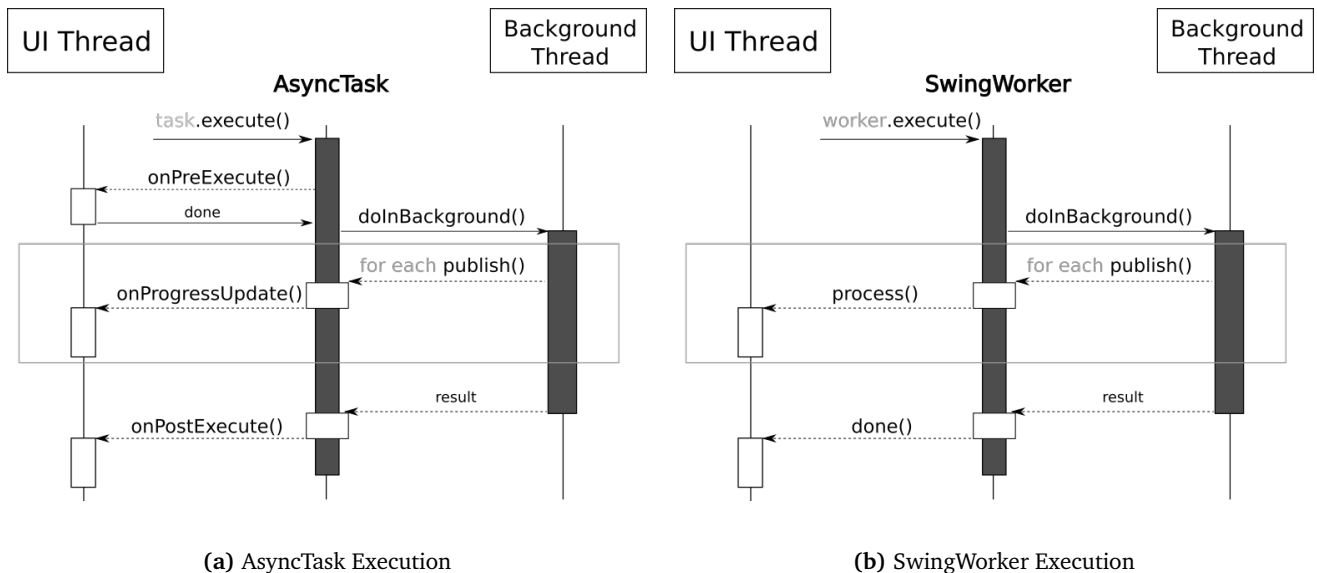 UI Thread
Background
Thread
AsyncTask
task.execute()
onPreExecute()
done
doInBackground()
for each publish()
onProgressUpdate()
result
onPostExecute()
(a) AsyncTask Execution
UI Thread
Background
Thread
SwingWorker
worker.execute()
doInBackground()
for each publish()
process()
result
done()
(b) SwingWorker Execution